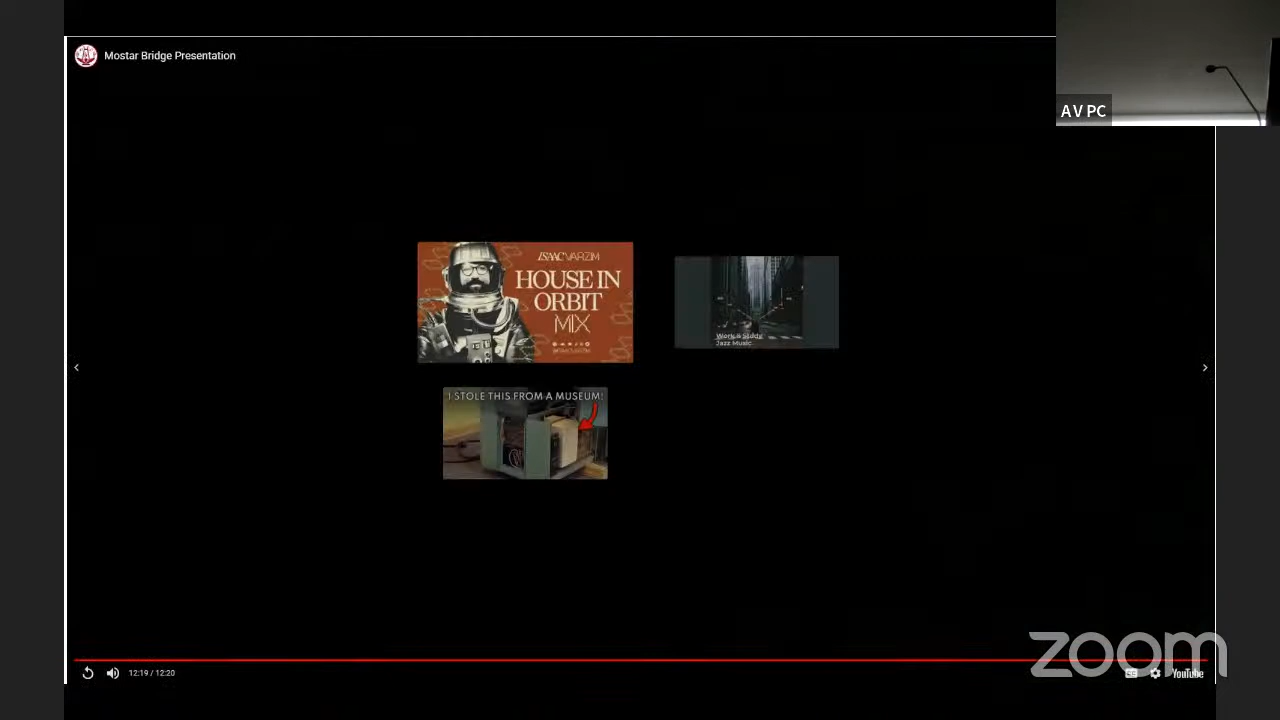 Mostar Bridge Presentation
AV PC
ISAAC VARZIM
HOUSE IN
ORBIT
MIX
Work & Study
Jazz Music
I STOLE THIS FROM A MUSEUM!
zoom
12:19 / 12:20
YouTube